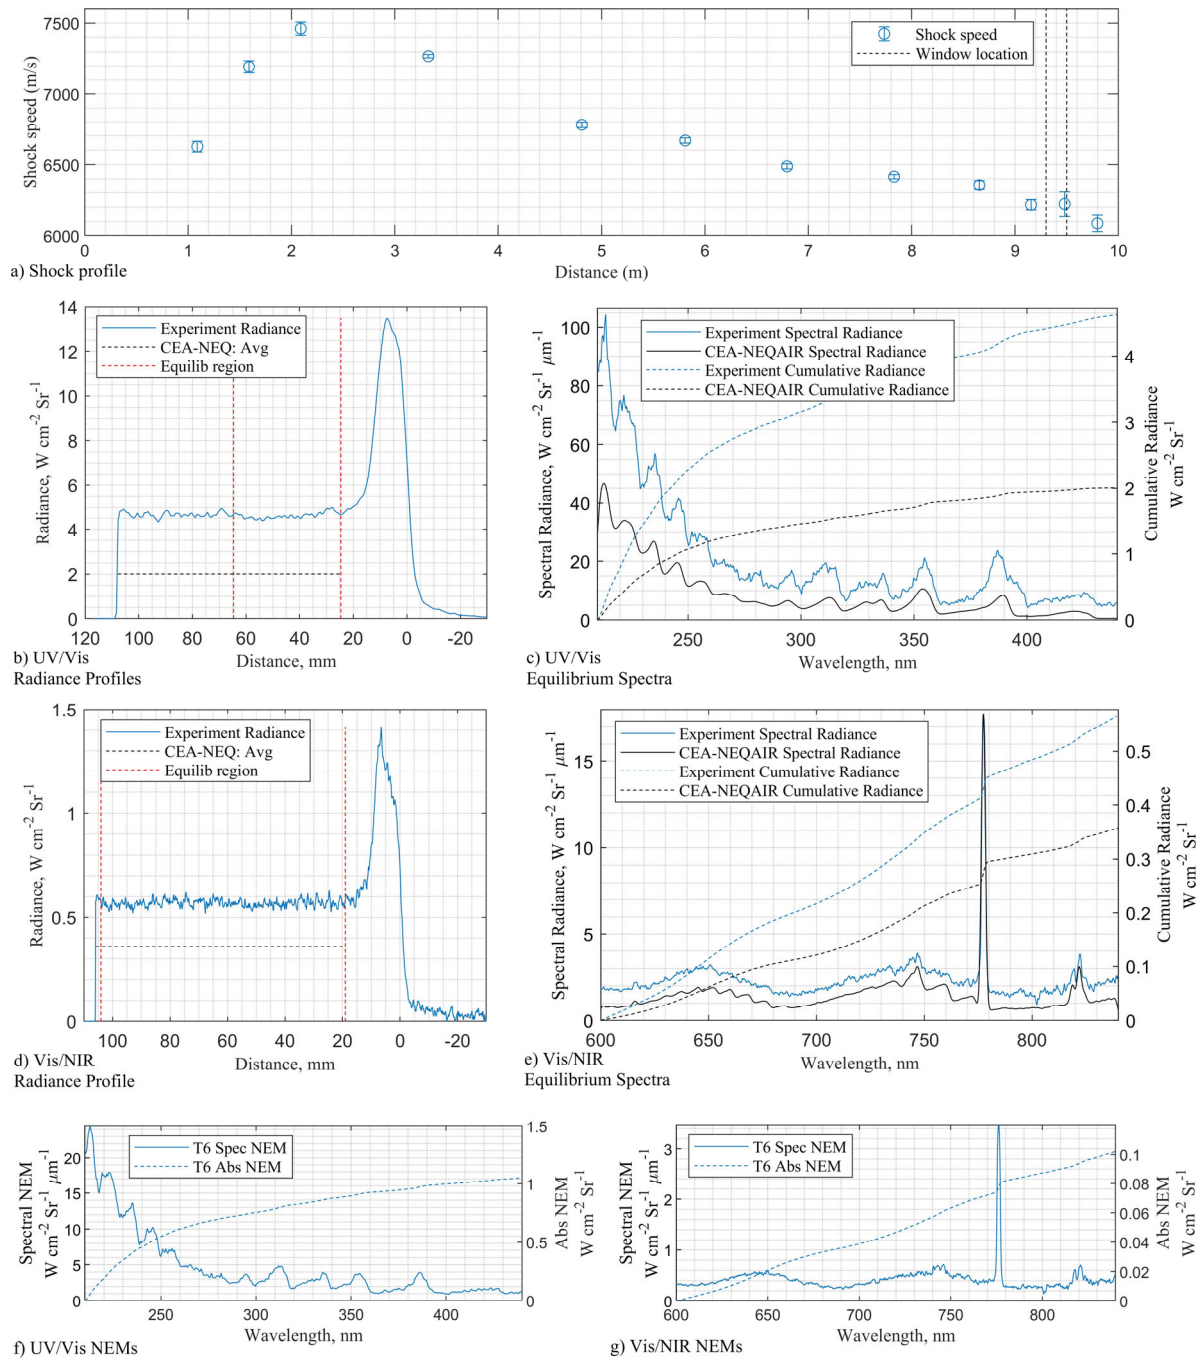 7500
7000
6500
6000
Shock speed (m/s)
Shock speed
Window location
0 1 2 3 4 5 6 7 8 9 10
Distance (m)
a) Shock profile
14
12
10
8
6
4
2
0
Radiance, W cm-2 Sr-1
Experiment Radiance
CEA-NEQ: Avg
Equilib region
120 100 80 60 40 20 0 -20
Distance, mm
b) UV/Vis
Radiance Profiles
100
80
60
40
20
0
Spectral Radiance, W cm-2 Sr-1 μm-1
Experiment Spectral Radiance
CEA-NEQAIR Spectral Radiance
Experiment Cumulative Radiance
CEA-NEQAIR Cumulative Radiance
4
3
2
1
0
Cumulative Radiance
W cm-2 Sr-1
250 300 350 400
Wavelength, nm
c) UV/Vis
Equilibrium Spectra
1.5
1
0.5
0
Radiance, W cm-2 Sr-1
Experiment Radiance
CEA-NEQ: Avg
Equilib region
100 80 60 40 20 0 -20
Distance, mm
d) Vis/NIR
Radiance Profile
15
10
5
0
Spectral Radiance, W cm-2 Sr-1 μm-1
Experiment Spectral Radiance
CEA-NEQAIR Spectral Radiance
Experiment Cumulative Radiance
CEA-NEQAIR Cumulative Radiance
0.5
0.4
0.3
0.2
0.1
0
Cumulative Radiance
W cm-2 Sr-1
600 650 700 750 800
Wavelength, nm
e) Vis/NIR
Equilibrium Spectra
20
15
10
5
0
Spectral NEM
W cm-2 Sr-1 μm-1
T6 Spec NEM
T6 Abs NEM
1.5
1
0.5
0
Abs NEM
W cm-2 Sr-1
250 300 350 400
Wavelength, nm
f) UV/Vis NEMs
3
2
1
0
Spectral NEM
W cm-2 Sr-1 μm-1
T6 Spec NEM
T6 Abs NEM
0.1
0.08
0.06
0.04
0.02
0
Abs NEM
W cm-2 Sr-1
600 650 700 750 800
Wavelength, nm
g) Vis/NIR NEMs